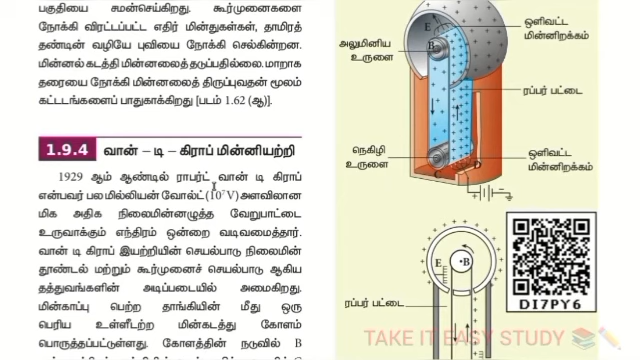 பகுதியை சமன்செய்கிறது. கூர்முனைகளை
நோக்கி விரட்டப்பட்ட எதிர் மின்துகள்கள், தாமிரத்
தண்டின் வழியே புவியை நோக்கி செல்கின்றன.
மின்னல் கடத்தி மின்னலைத் தடுப்பதில்லை. மாறாக
தரையை நோக்கி மின்னலைத் திருப்புவதன் மூலம்
கட்டடங்களைப் பாதுகாக்கிறது [படம் 1.62 (ஆ)].
1.9.4 வான் – டி – கிராப் மின்னியற்றி
1929 ஆம் ஆண்டில் ராபர்ட் வான் டி கிராப்
என்பவர் பல மில்லியன் வோல்ட் (10⁷ V) அளவிலான
மிக அதிக நிலைமின்னழுத்த வேறுபாட்டை
உருவாக்கும் எந்திரம் ஒன்றை வடிவமைத்தார்.
வான் டி கிராப் இயற்றியின் செயல்பாடு நிலைமின்
தூண்டல் மற்றும் கூர்முனைச் செயல்பாடு ஆகிய
தத்துவங்களின் அடிப்படையில் அமைகிறது.
மின்காப்பு பெற்ற தாங்கியின் மீது ஒரு
பெரிய உள்ளீடற்ற மின்கடத்து கோளம்
பொருத்தப்பட்டுள்ளது. கோளத்தின் நடுவில் B
ஒளிவட்ட
மின்னிறக்கம்
E
B
அலுமினிய
உருளை
ரப்பர் பட்டை
நெகிழி
உருளை
C
D
ஒளிவட்ட
மின்னிறக்கம்
E
B
ரப்பர் பட்டை
DI7PY6
TAKE IT EASY STUDY